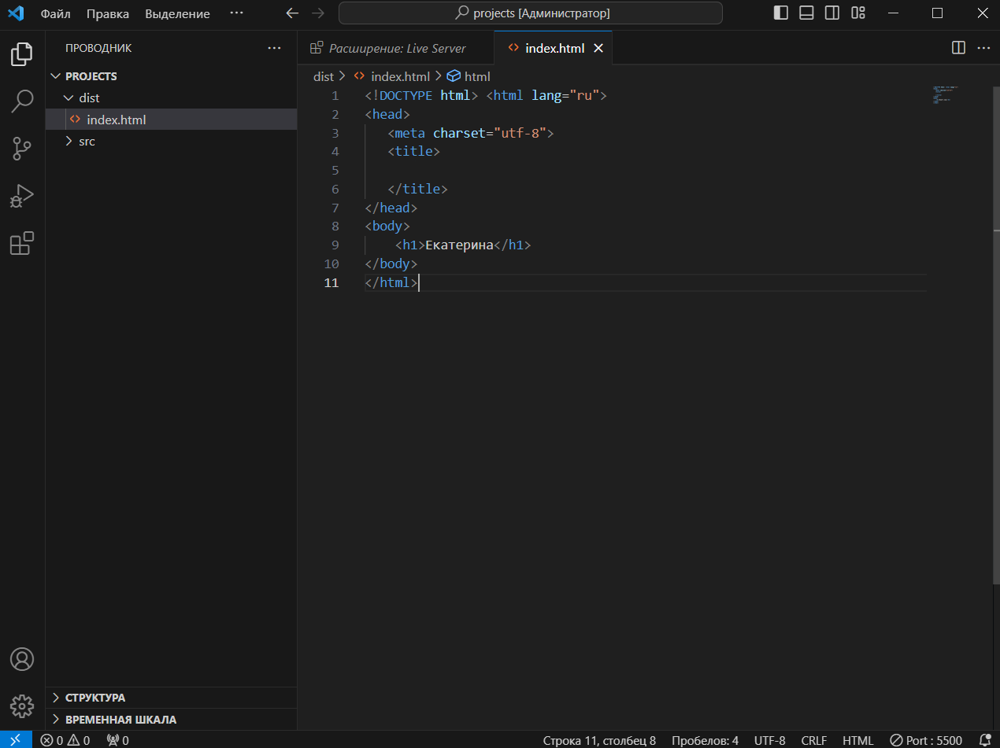 Файл Правка Выделение ··· projects [Администратор]
ПРОВОДНИК ···
PROJECTS
dist
index.html
src
СТРУКТУРА
ВРЕМЕННАЯ ШКАЛА
Расширение: Live Server index.html
dist > index.html > html
1 <!DOCTYPE html> <html lang="ru">
2 <head>
3 <meta charset="utf-8">
4 <title>
5
6 </title>
7 </head>
8 <body>
9 <h1>Екатерина</h1>
10 </body>
11 </html>
0 0 0 Строка 11, столбец 8 Пробелов: 4 UTF-8 CRLF HTML Port : 5500